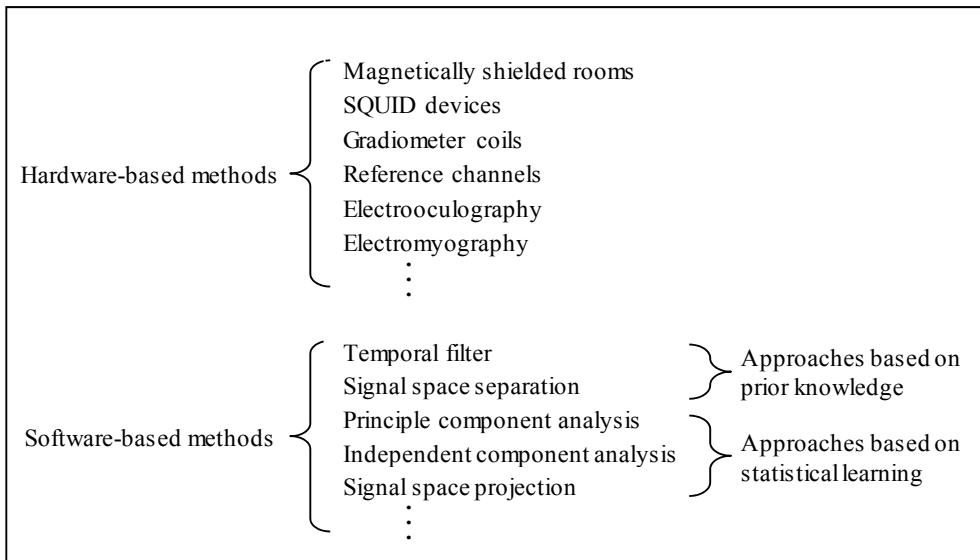 Hardware-based methods
Magnetically shielded rooms
SQUID devices
Gradiometer coils
Reference channels
Electrooculography
Electromyography
Software-based methods
Temporal filter
Signal space separation
Principle component analysis
Independent component analysis
Signal space projection
Approaches based on
prior knowledge
Approaches based on
statistical learning